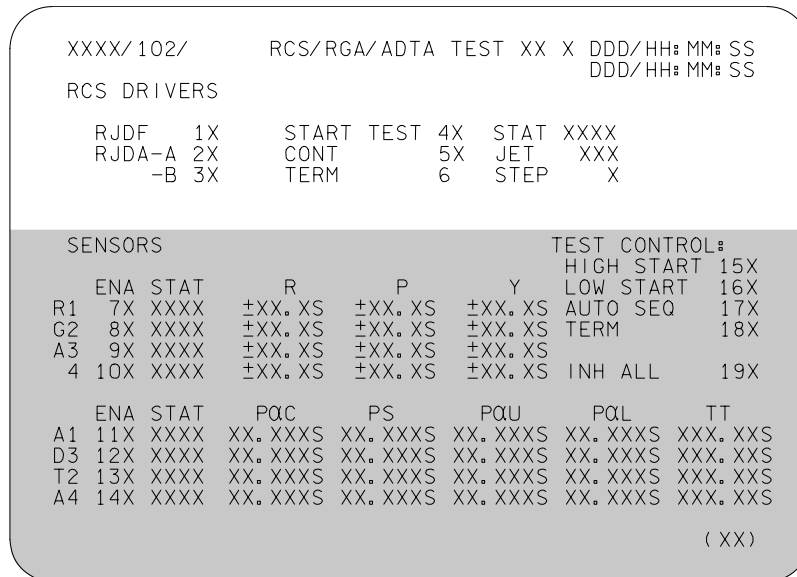 XXXX/102/ RCS/RGA/ADTA TEST XX X DDD/HH:MM:SS
DDD/HH:MM:SS
RCS DRIVERS
RJDF 1X START TEST 4X STAT XXXX
RJDA-A 2X CONT 5X JET XXX
-B 3X TERM 6 STEP X
SENSORS TEST CONTROL:
HIGH START 15X
ENA STAT R P Y LOW START 16X
R1 7X XXXX ±XX.XS ±XX.XS ±XX.XS AUTO SEQ 17X
G2 8X XXXX ±XX.XS ±XX.XS ±XX.XS TERM 18X
A3 9X XXXX ±XX.XS ±XX.XS ±XX.XS
4 10X XXXX ±XX.XS ±XX.XS ±XX.XS INH ALL 19X
ENA STAT PαC PS PαU PαL TT
A1 11X XXXX XX.XXXS XX.XXXS XX.XXXS XX.XXXS XXX.XXS
D3 12X XXXX XX.XXXS XX.XXXS XX.XXXS XX.XXXS XXX.XXS
T2 13X XXXX XX.XXXS XX.XXXS XX.XXXS XX.XXXS XXX.XXS
A4 14X XXXX XX.XXXS XX.XXXS XX.XXXS XX.XXXS XXX.XXS
(XX)